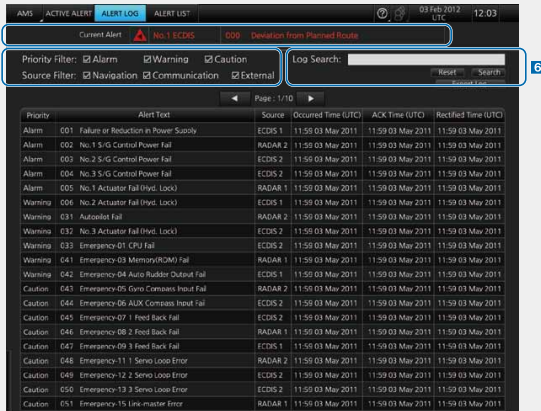 AMS ACTIVE ALERT ALERT LOG ALERT LIST 03 Feb 2012 UTC 12:03
Current Alert No.1 ECDIS 000 Deviation from Planned Route
Priority Filter: Alarm Warning Caution Log Search:
Source Filter: Navigation Communication External Reset Search
Export Log
6
Page : 1/10
Priority Alert Text Source Occurred Time (UTC) ACK Time (UTC) Rectified Time (UTC)
Alarm 001 Failure or Reduction in Power Supply ECDIS 1 11:59 03 May 2011 11:59 03 May 2011 11:59 03 May 2011
Alarm 002 No.1 S/G Control Power Fail RADAR 2 11:59 03 May 2011 11:59 03 May 2011 11:59 03 May 2011
Alarm 003 No.2 S/G Control Power Fail ECDIS 2 11:59 03 May 2011 11:59 03 May 2011 11:59 03 May 2011
Alarm 004 No.3 S/G Control Power Fail ECDIS 2 11:59 03 May 2011 11:59 03 May 2011 11:59 03 May 2011
Alarm 005 No.1 Actuator Fail (Hyd. Lock) RADAR 1 11:59 03 May 2011 11:59 03 May 2011 11:59 03 May 2011
Warning 006 No.2 Actuator Fail (Hyd. Lock) ECDIS 1 11:59 03 May 2011 11:59 03 May 2011 11:59 03 May 2011
Warning 031 Autopilot Fail RADAR 2 11:59 03 May 2011 11:59 03 May 2011 11:59 03 May 2011
Warning 032 No.3 Actuator Fail (Hyd. Lock) ECDIS 2 11:59 03 May 2011 11:59 03 May 2011 11:59 03 May 2011
Warning 033 Emergency-01 CPU Fail ECDIS 2 11:59 03 May 2011 11:59 03 May 2011 11:59 03 May 2011
Warning 041 Emergency-03 Memory(ROM) Fail RADAR 1 11:59 03 May 2011 11:59 03 May 2011 11:59 03 May 2011
Warning 042 Emergency-04 Auto Rudder Output Fail ECDIS 1 11:59 03 May 2011 11:59 03 May 2011 11:59 03 May 2011
Caution 043 Emergency-05 Gyro Compass Input Fail RADAR 2 11:59 03 May 2011 11:59 03 May 2011 11:59 03 May 2011
Caution 044 Emergency-06 AUX Compass Input Fail ECDIS 2 11:59 03 May 2011 11:59 03 May 2011 11:59 03 May 2011
Caution 045 Emergency-07 1 Feed Back Fail ECDIS 2 11:59 03 May 2011 11:59 03 May 2011 11:59 03 May 2011
Caution 046 Emergency-08 2 Feed Back Fail RADAR 1 11:59 03 May 2011 11:59 03 May 2011 11:59 03 May 2011
Caution 047 Emergency-09 3 Feed Back Fail ECDIS 1 11:59 03 May 2011 11:59 03 May 2011 11:59 03 May 2011
Caution 048 Emergency-11 1 Servo Loop Error RADAR 2 11:59 03 May 2011 11:59 03 May 2011 11:59 03 May 2011
Caution 049 Emergency-12 2 Servo Loop Error ECDIS 2 11:59 03 May 2011 11:59 03 May 2011 11:59 03 May 2011
Caution 050 Emergency-13 3 Servo Loop Error ECDIS 2 11:59 03 May 2011 11:59 03 May 2011 11:59 03 May 2011
Caution 051 Emergency-15 Link-master Error RADAR 1 11:59 03 May 2011 11:59 03 May 2011 11:59 03 May 2011